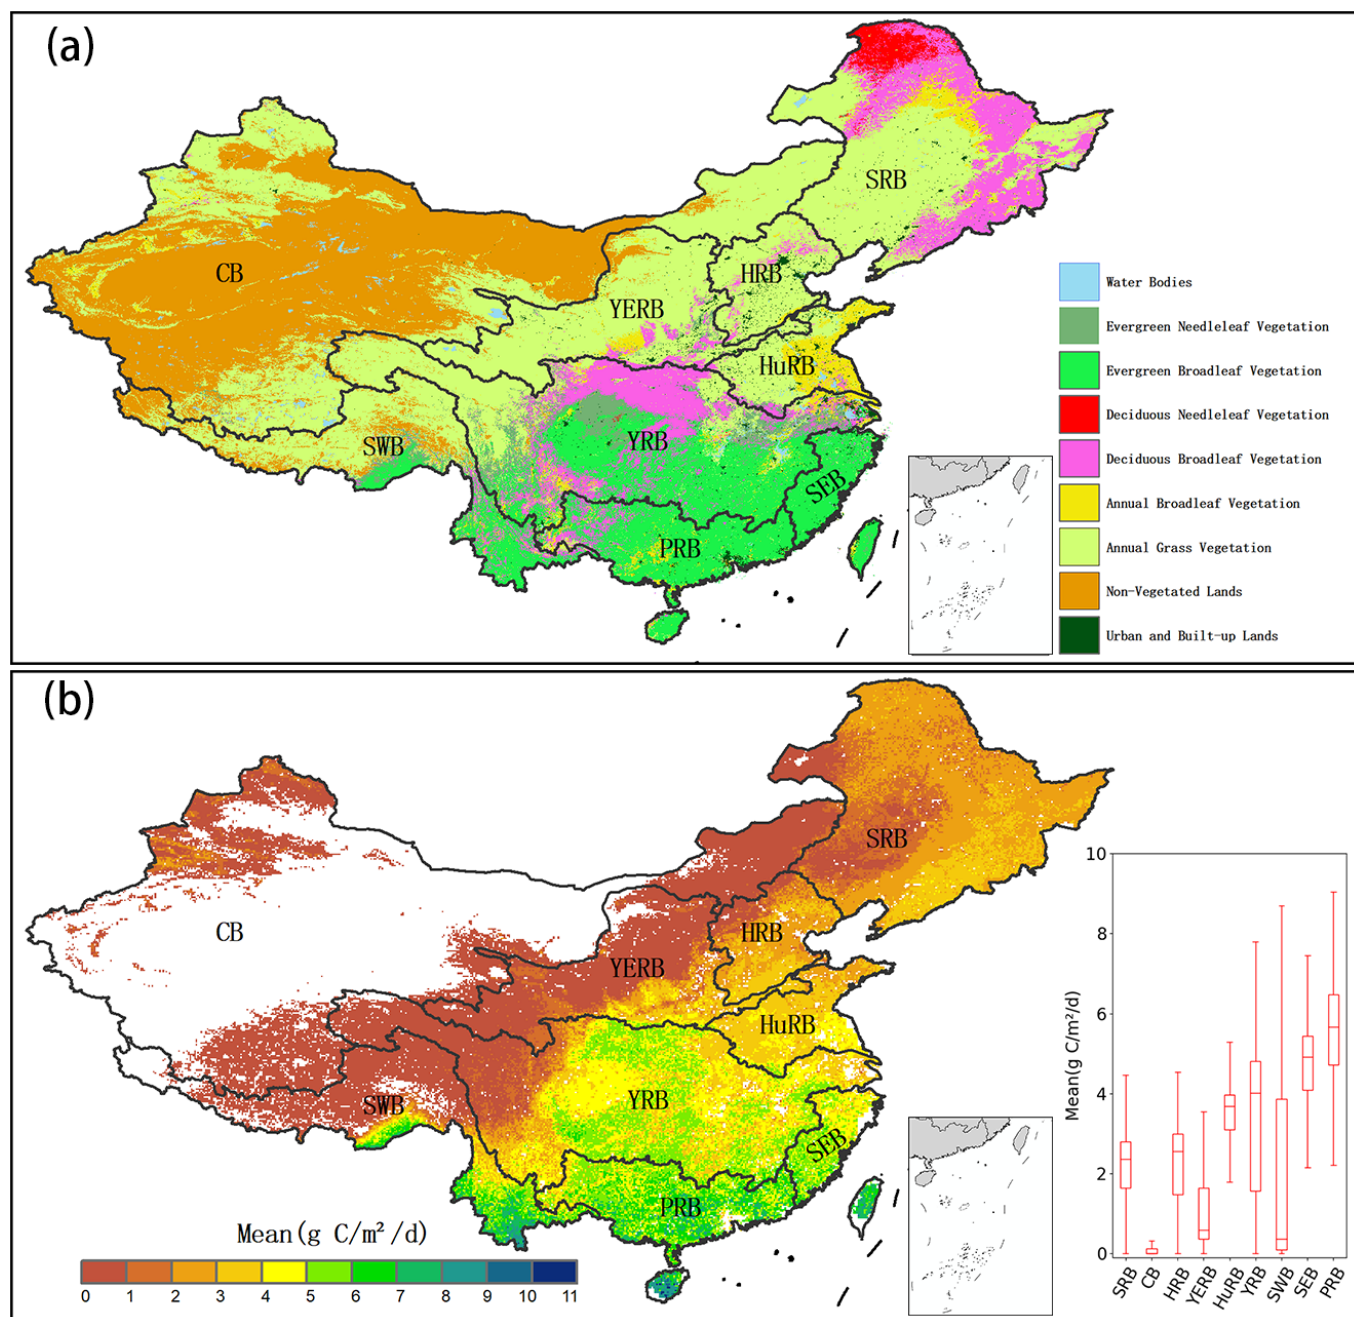 (a)
SRB
CB
HRB
YERB
HuRB
YRB
SWB
SEB
PRB
Water Bodies
Evergreen Needleleaf Vegetation
Evergreen Broadleaf Vegetation
Deciduous Needleleaf Vegetation
Deciduous Broadleaf Vegetation
Annual Broadleaf Vegetation
Annual Grass Vegetation
Non-Vegetated Lands
Urban and Built-up Lands
(b)
SRB
CB
HRB
YERB
HuRB
YRB
SWB
SEB
PRB
Mean(g C/m²/d)
0 1 2 3 4 5 6 7 8 9 10 11
Mean(g C/m²/d)
10
8
6
4
2
0
SRB CB HRB YERB HuRB YRB SWB SEB PRB